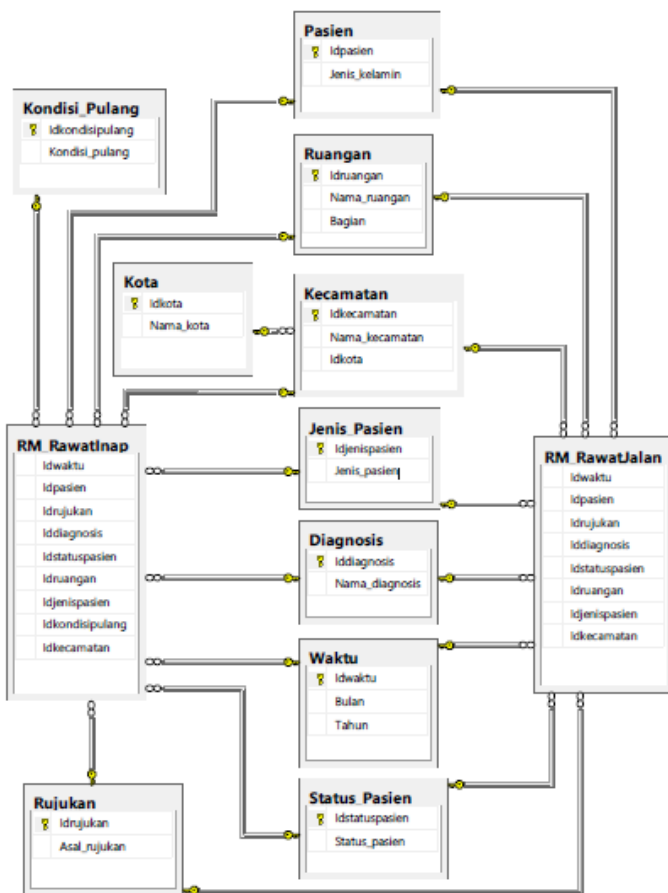 Pasien
Idpasien
Jenis_kelamin
Kondisi_Pulang
Idkondisipulang
Kondisi_pulang
Ruangan
Idruangan
Nama_ruangan
Bagian
Kota
Idkota
Nama_kota
Kecamatan
Idkecamatan
Nama_kecamatan
Idkota
RM_RawatInap
Idwaktu
Idpasien
Idrujukan
Iddiagnosis
Idstatuspasien
Idruangan
Idjenispasien
Idkondisipulang
Idkecamatan
Jenis_Pasien
Idjenispasien
Jenis_pasien
RM_RawatJalan
Idwaktu
Idpasien
Idrujukan
Iddiagnosis
Idstatuspasien
Idruangan
Idjenispasien
Idkecamatan
Diagnosis
Iddiagnosis
Nama_diagnosis
Waktu
Idwaktu
Bulan
Tahun
Rujukan
Idrujukan
Asal_rujukan
Status_Pasien
Idstatuspasien
Status_pasien